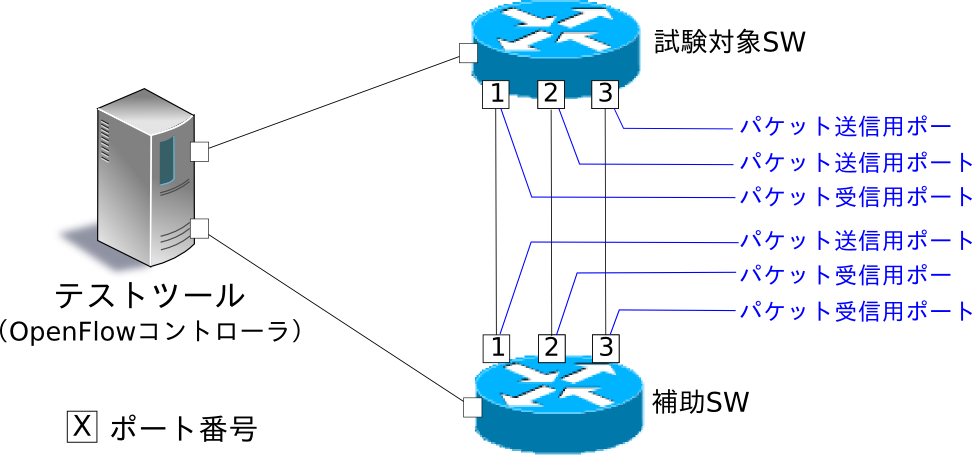 試験対象SW
1 2 3
パケット送信用ポー
パケット送信用ポート
パケット受信用ポート
パケット送信用ポート
パケット受信用ポー
パケット受信用ポート
テストツール
（OpenFlowコントローラ）
1 2 3
補助SW
X ポート番号